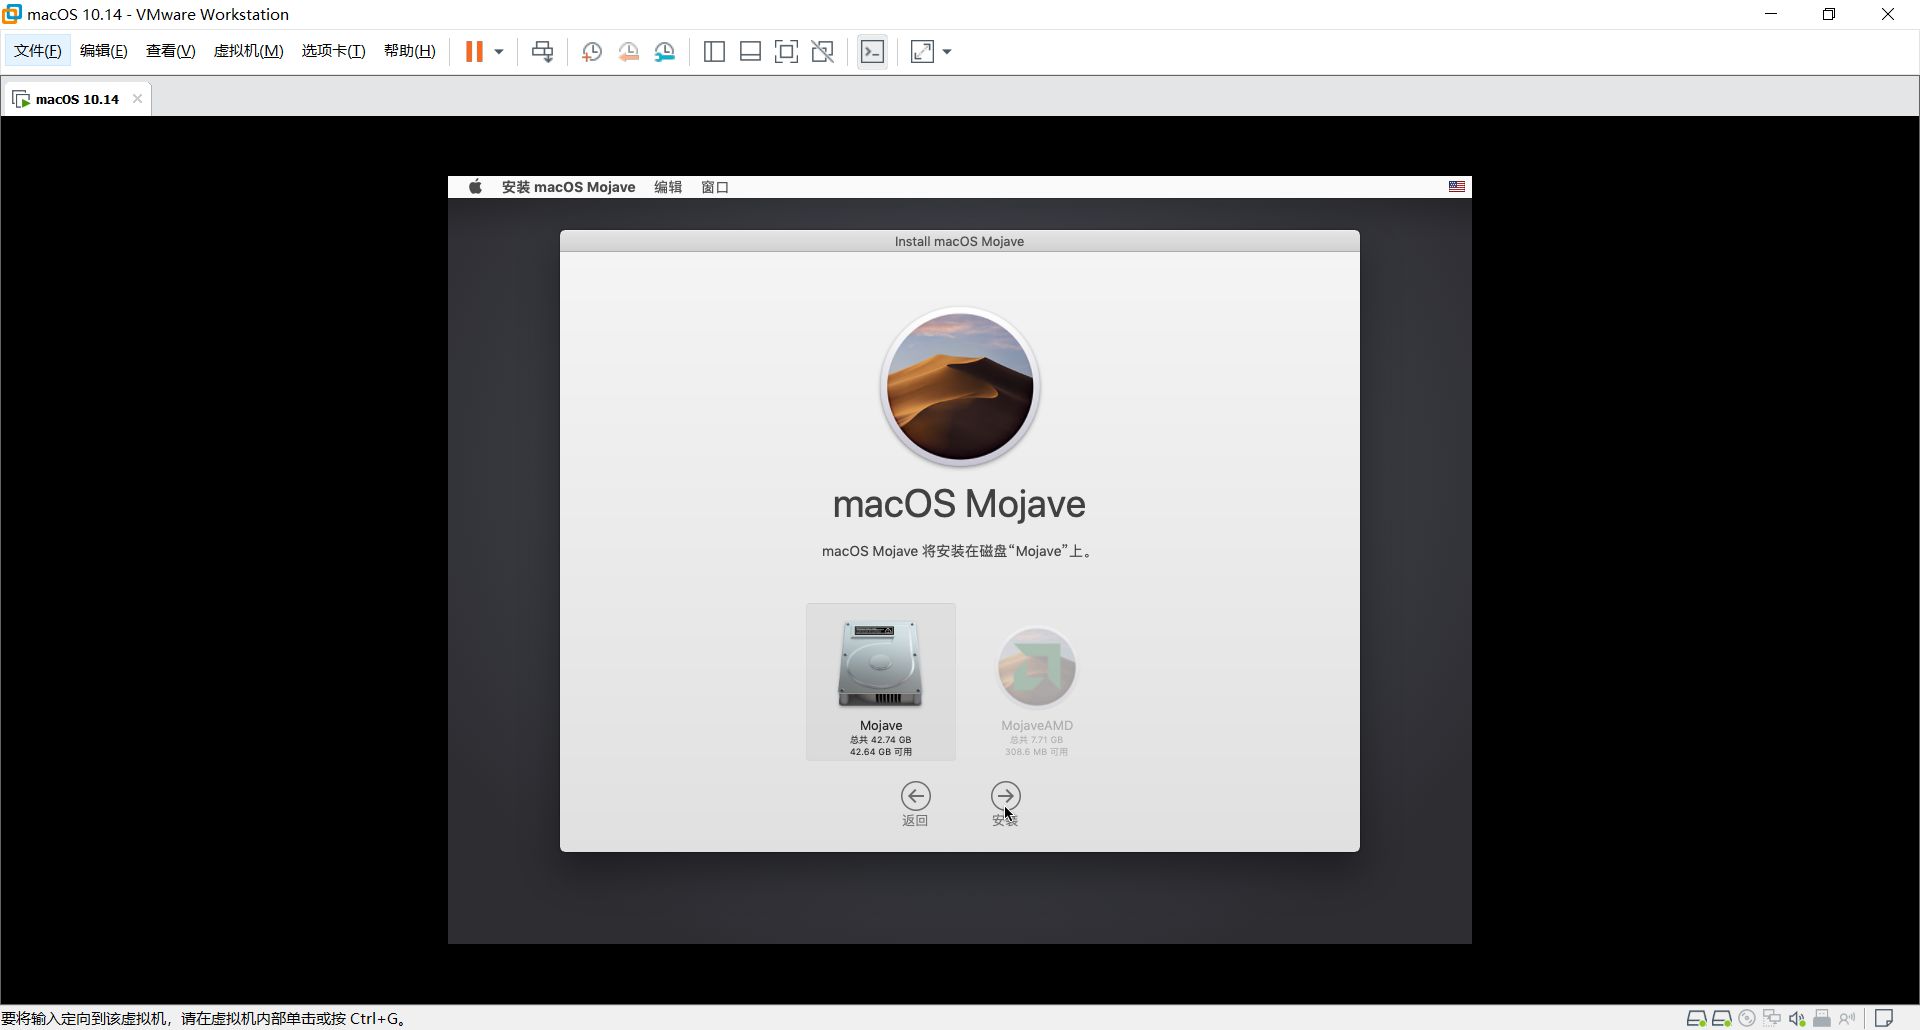 macOS 10.14 - VMware Workstation
文件(F) 编辑(E) 查看(V) 虚拟机(M) 选项卡(T) 帮助(H)
macOS 10.14
安装 macOS Mojave 编辑 窗口
Install macOS Mojave
macOS Mojave
macOS Mojave 将安装在磁盘“Mojave”上。
Mojave
总共 42.74 GB
42.64 GB 可用
MojaveAMD
总共 7.71 GB
308.6 MB 可用
返回 安装
要将输入定向到该虚拟机，请在虚拟机内部单击或按 Ctrl+G。